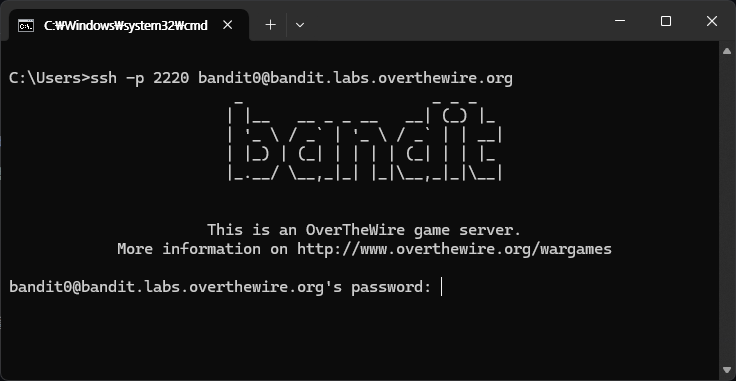 C:₩Windows₩system32₩cmd
C:\Users>ssh -p 2220 bandit0@bandit.labs.overthewire.org
bandit
This is an OverTheWire game server.
More information on http://www.overthewire.org/wargames
bandit0@bandit.labs.overthewire.org's password: